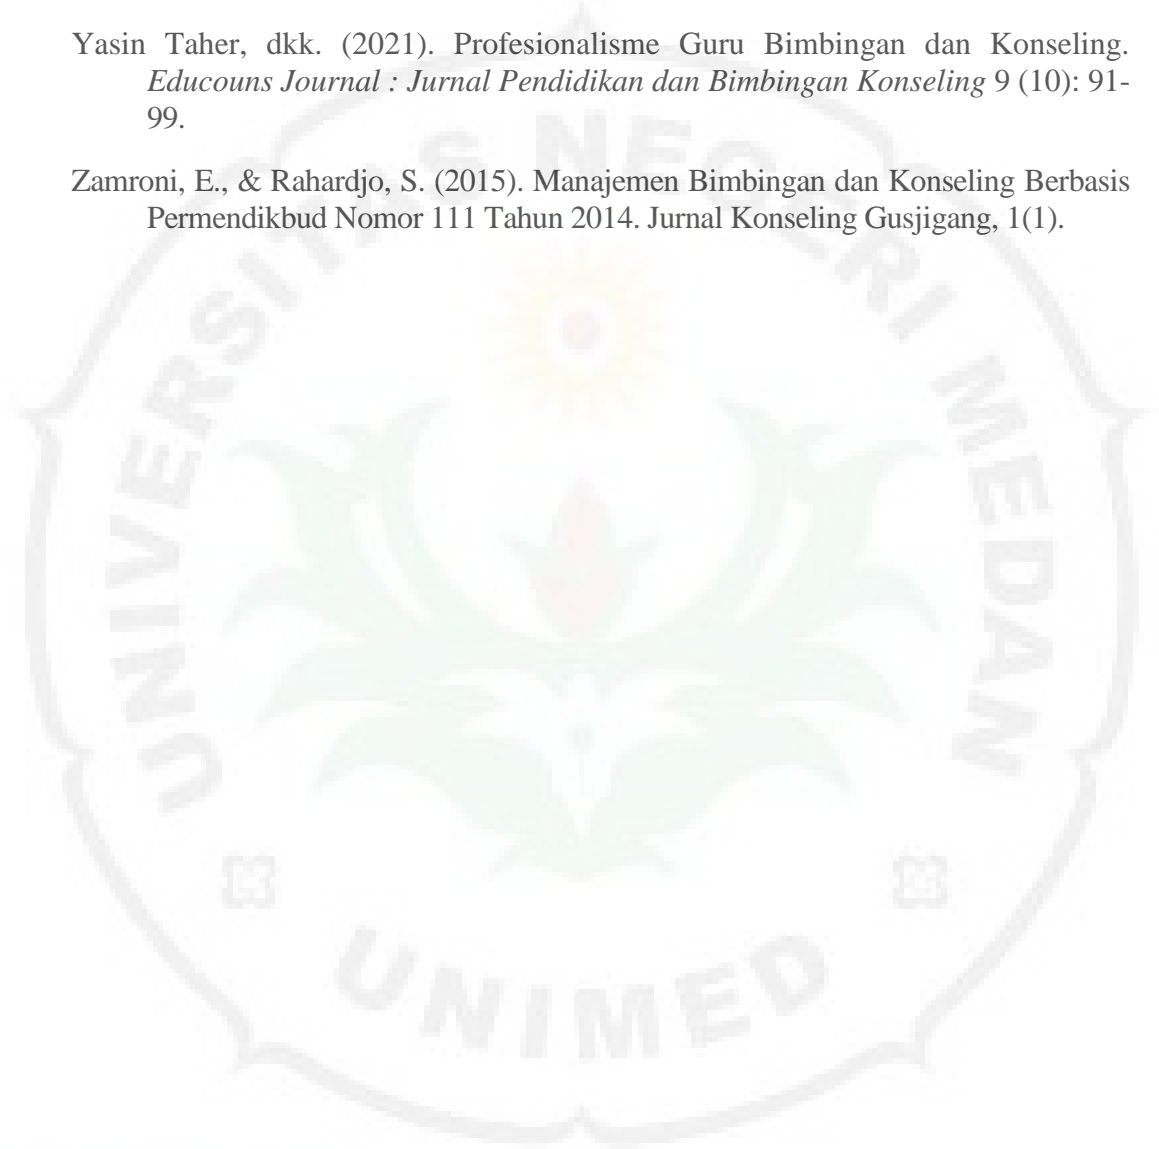 Yasin Taher, dkk. (2021). Profesionalisme Guru Bimbingan dan Konseling.
Educouns Journal : Jurnal Pendidikan dan Bimbingan Konseling 9 (10): 91-
99.
Zamroni, E., & Rahardjo, S. (2015). Manajemen Bimbingan dan Konseling Berbasis
Permendikbud Nomor 111 Tahun 2014. Jurnal Konseling Gusjigang, 1(1).
UNIVERSITAS NEGERI MEDAN
UNIMED